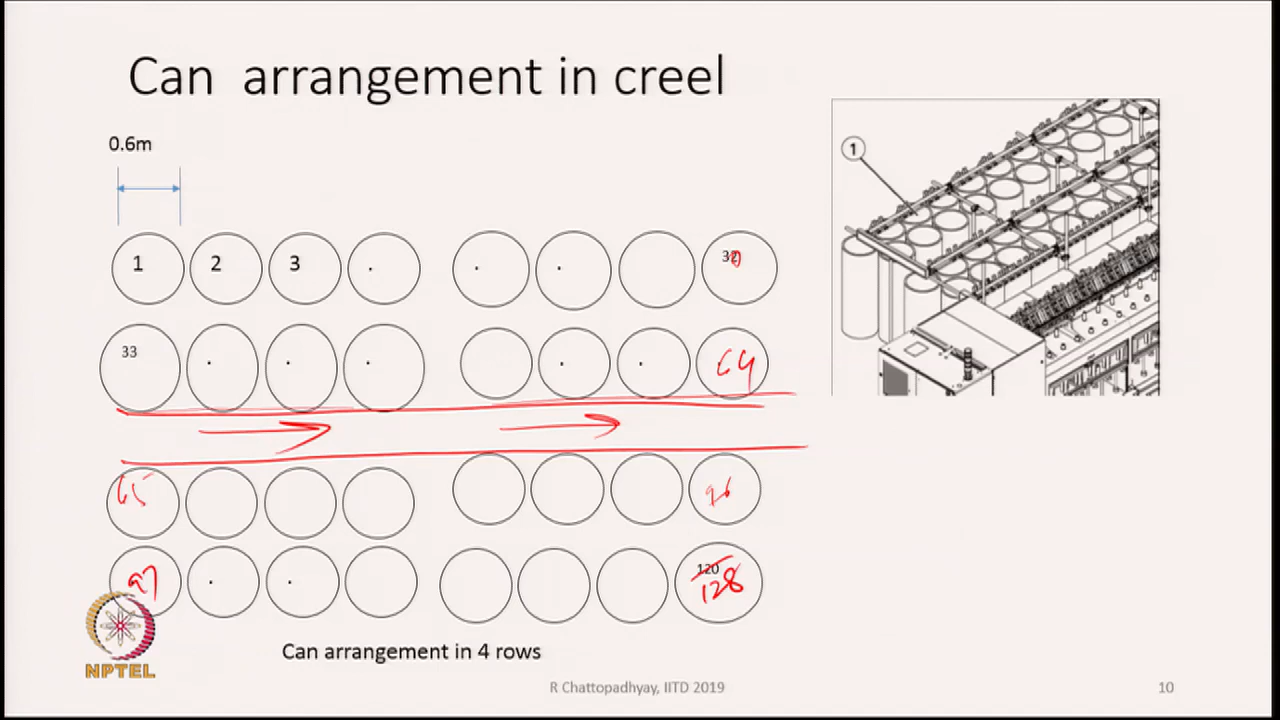 Can arrangement in creel
0.6m
1
1 2 3 . . . 32
33 . . . . . 64
65 96
97 . . 120 128
Can arrangement in 4 rows
NPTEL
R Chattopadhyay, IITD 2019
10